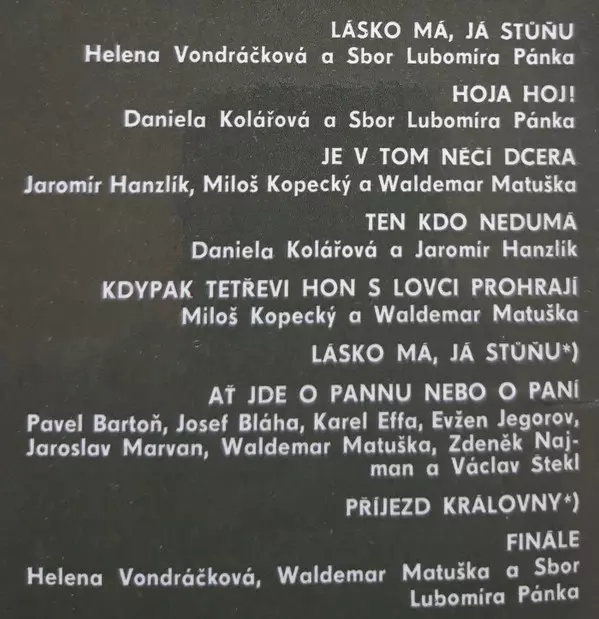 LÁSKO MÁ, JÁ STŮŇU
Helena Vondráčková a Sbor Lubomíra Pánka
HOJA HOJ!
Daniela Kolářová a Sbor Lubomíra Pánka
JE V TOM NĚČÍ DCERA
Jaromír Hanzlík, Miloš Kopecký a Waldemar Matuška
TEN KDO NEDUMÁ
Daniela Kolářová a Jaromír Hanzlík
KDYPAK TETŘEVI HON S LOVCI PROHRAJÍ
Miloš Kopecký a Waldemar Matuška
LÁSKO MÁ, JÁ STŮŇU*)
AŤ JDE O PANNU NEBO O PANÍ
Pavel Bartoň, Josef Bláha, Karel Effa, Evžen Jegorov,
Jaroslav Marvan, Waldemar Matuška, Zdeněk Naj-
man a Václav Štekl
PŘÍJEZD KRÁLOVNY*)
FINÁLE
Helena Vondráčková, Waldemar Matuška a Sbor
Lubomíra Pánka